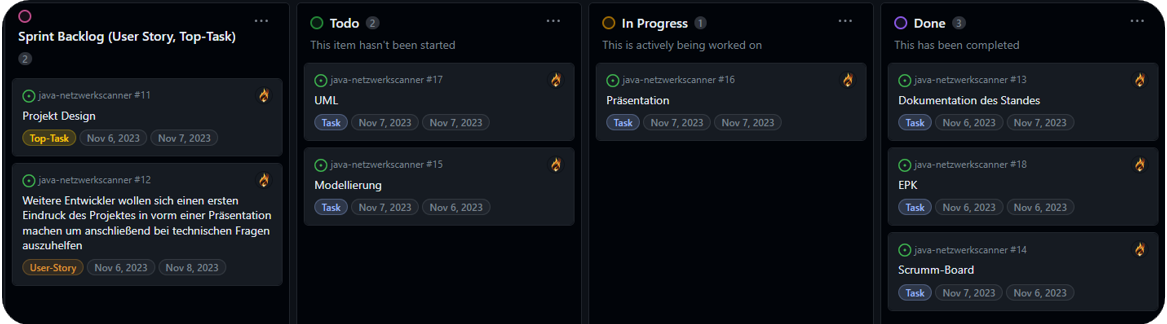 Sprint Backlog (User Story, Top-Task)
2
java-netzwerkscanner #11
Projekt Design
Top-Task Nov 6, 2023 Nov 7, 2023
java-netzwerkscanner #12
Weitere Entwickler wollen sich einen ersten
Eindruck des Projektes in vorm einer Präsentation
machen um anschließend bei technischen Fragen
auszuhelfen
User-Story Nov 6, 2023 Nov 8, 2023
Todo 2
This item hasn't been started
java-netzwerkscanner #17
UML
Task Nov 7, 2023 Nov 7, 2023
java-netzwerkscanner #15
Modellierung
Task Nov 7, 2023 Nov 6, 2023
In Progress 1
This is actively being worked on
java-netzwerkscanner #16
Präsentation
Task Nov 7, 2023 Nov 7, 2023
Done 3
This has been completed
java-netzwerkscanner #13
Dokumentation des Standes
Task Nov 6, 2023 Nov 7, 2023
java-netzwerkscanner #18
EPK
Task Nov 6, 2023 Nov 6, 2023
java-netzwerkscanner #14
Scrumm-Board
Task Nov 7, 2023 Nov 6, 2023